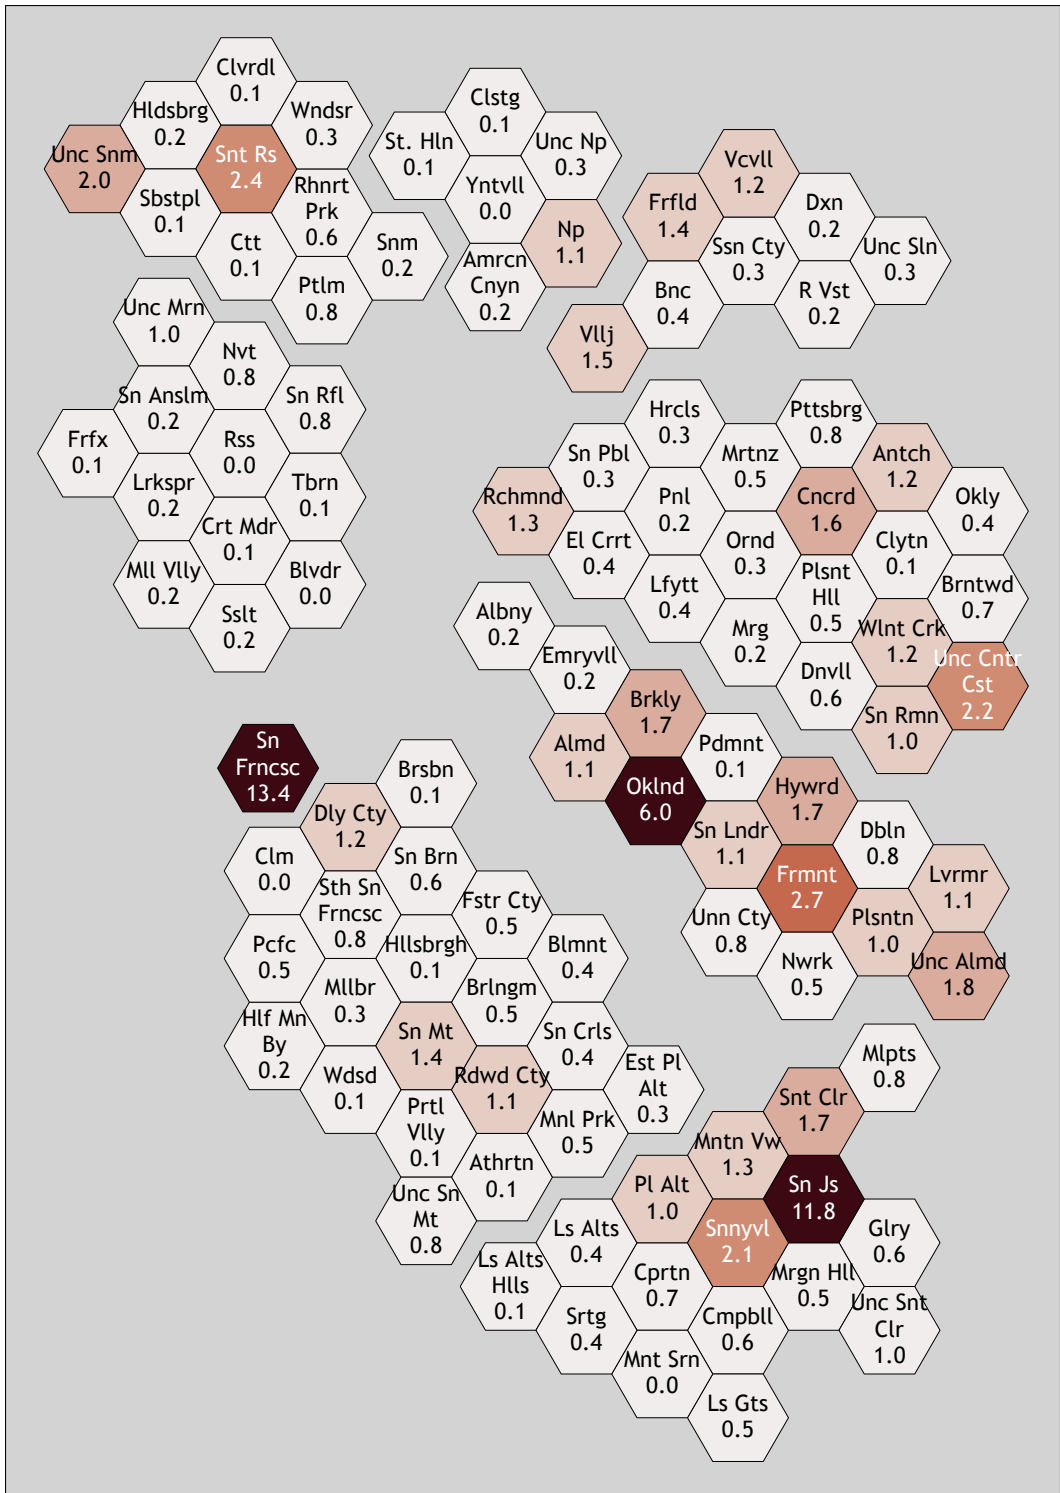 Clvrdl
0.1
Hldsbrg
0.2
Wndsr
0.3
Unc Snm
2.0
Snt Rs
2.4
Sbstpl
0.1
Rhnrt
Prk
0.6
Ctt
0.1
Snm
0.2
Ptlm
0.8
Clstg
0.1
St. Hln
0.1
Unc Np
0.3
Yntvll
0.0
Np
1.1
Amrcn
Cnyn
0.2
Vcvll
1.2
Frfld
1.4
Dxn
0.2
Ssn Cty
0.3
Unc Sln
0.3
Bnc
0.4
R Vst
0.2
Vllj
1.5
Unc Mrn
1.0
Nvt
0.8
Sn Anslm
0.2
Sn Rfl
0.8
Frfx
0.1
Rss
0.0
Lrkspr
0.2
Tbrn
0.1
Crt Mdr
0.1
Mll Vlly
0.2
Blvdr
0.0
Sslt
0.2
Hrcls
0.3
Pttsbrg
0.8
Sn Pbl
0.3
Mrtnz
0.5
Antch
1.2
Rchmnd
1.3
Pnl
0.2
Cncrd
1.6
Okly
0.4
El Crrt
0.4
Ornd
0.3
Clytn
0.1
Lfytt
0.4
Plsnt
Hll
0.5
Brntwd
0.7
Mrg
0.2
Wlnt Crk
1.2
Dnvll
0.6
Unc Cntr
Cst
2.2
Sn Rmn
1.0
Albny
0.2
Emryvll
0.2
Brkly
1.7
Almd
1.1
Pdmnt
0.1
Oklnd
6.0
Hywrd
1.7
Sn Lndr
1.1
Dbln
0.8
Frmnt
2.7
Lvrmr
1.1
Unn Cty
0.8
Plsntn
1.0
Nwrk
0.5
Unc Almd
1.8
Sn
Frncsc
13.4
Brsbn
0.1
Dly Cty
1.2
Clm
0.0
Sn Brn
0.6
Sth Sn
Frncsc
0.8
Fstr Cty
0.5
Pcfc
0.5
Hllsbrgh
0.1
Blmnt
0.4
Mllbr
0.3
Brlngm
0.5
Hlf Mn
By
0.2
Sn Mt
1.4
Sn Crls
0.4
Wdsd
0.1
Rdwd Cty
1.1
Est Pl
Alt
0.3
Prtl
Vlly
0.1
Mnl Prk
0.5
Athrtn
0.1
Unc Sn
Mt
0.8
Mlpts
0.8
Snt Clr
1.7
Mntn Vw
1.3
Pl Alt
1.0
Sn Js
11.8
Ls Alts
0.4
Snnyvl
2.1
Glry
0.6
Ls Alts
Hlls
0.1
Cprtn
0.7
Mrgn Hll
0.5
Srtg
0.4
Cmpbll
0.6
Unc Snt
Clr
1.0
Mnt Srn
0.0
Ls Gts
0.5